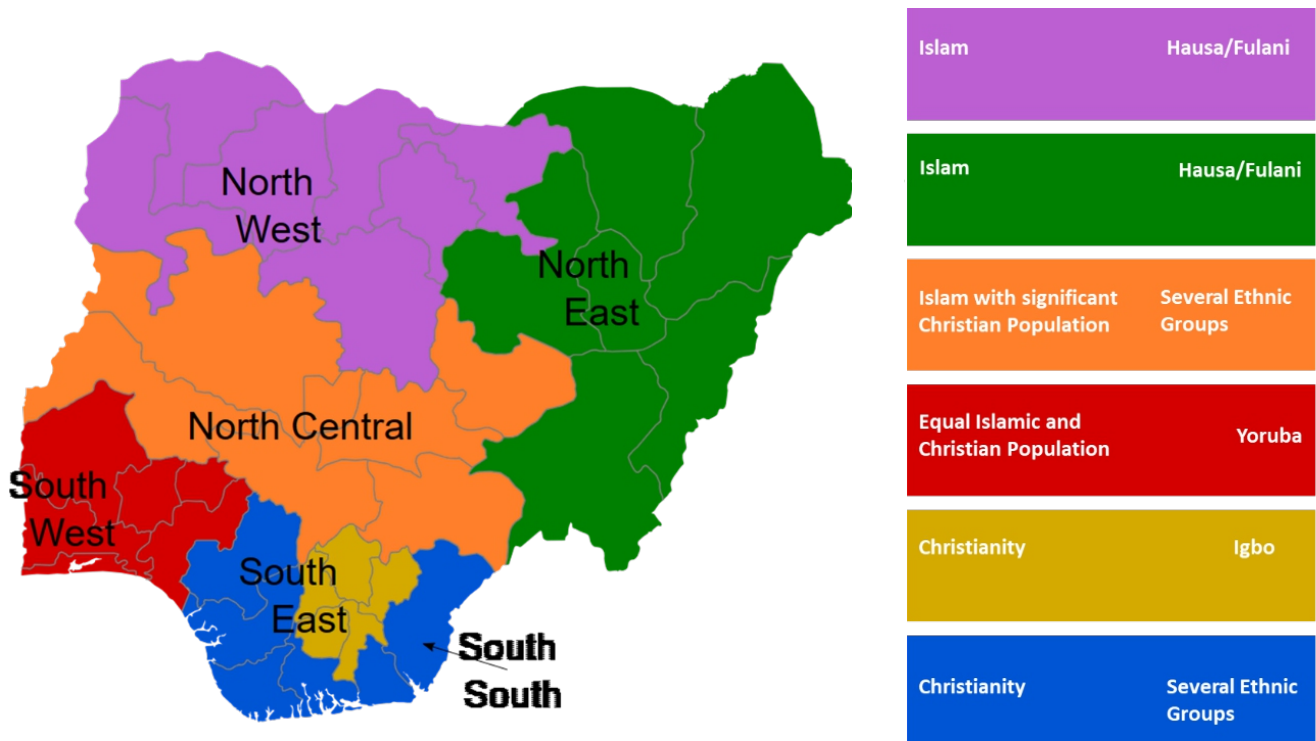 North
West
North
East
North Central
South
West
South
East
South
South
Islam Hausa/Fulani
Islam Hausa/Fulani
Islam with significant Several Ethnic
Christian Population Groups
Equal Islamic and
Christian Population Yoruba
Christianity Igbo
Christianity Several Ethnic
Groups